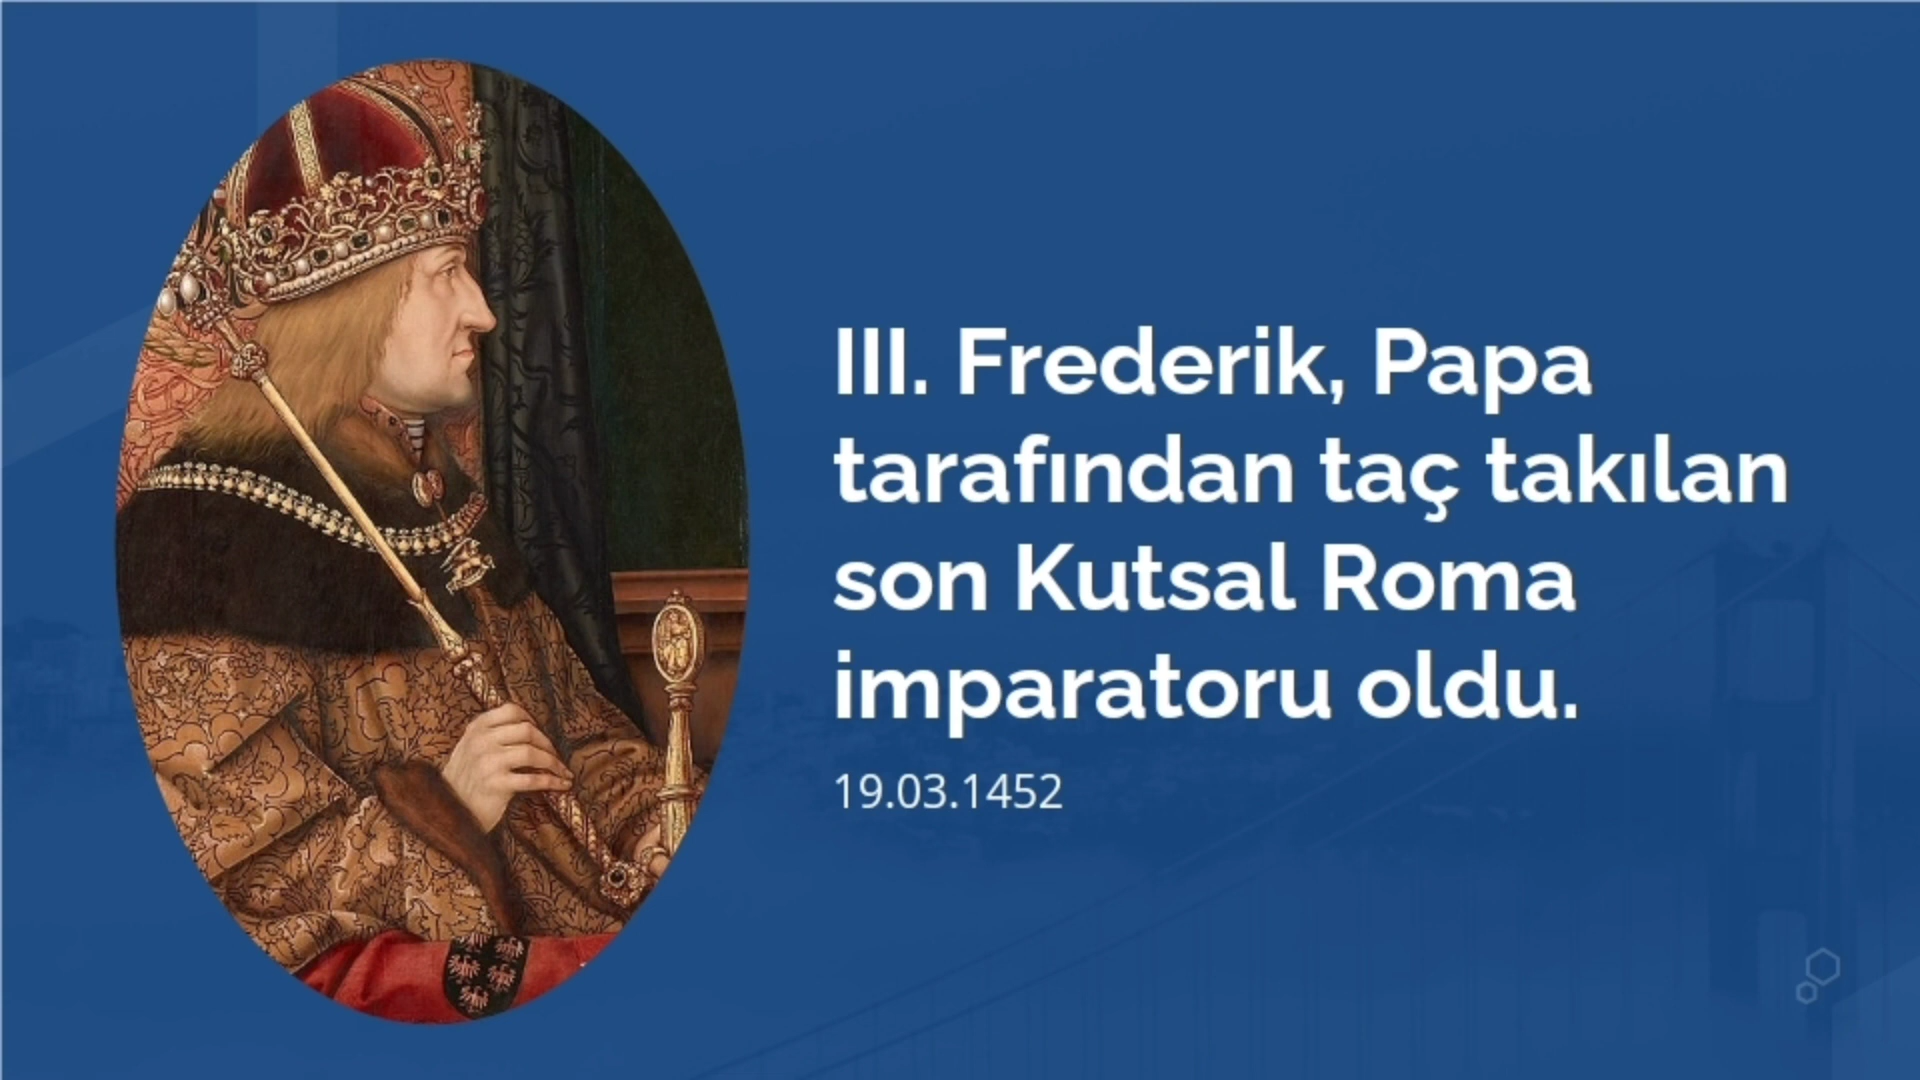 III. Frederik, Papa
tarafından taç takılan
son Kutsal Roma
imparatoru oldu.
19.03.1452